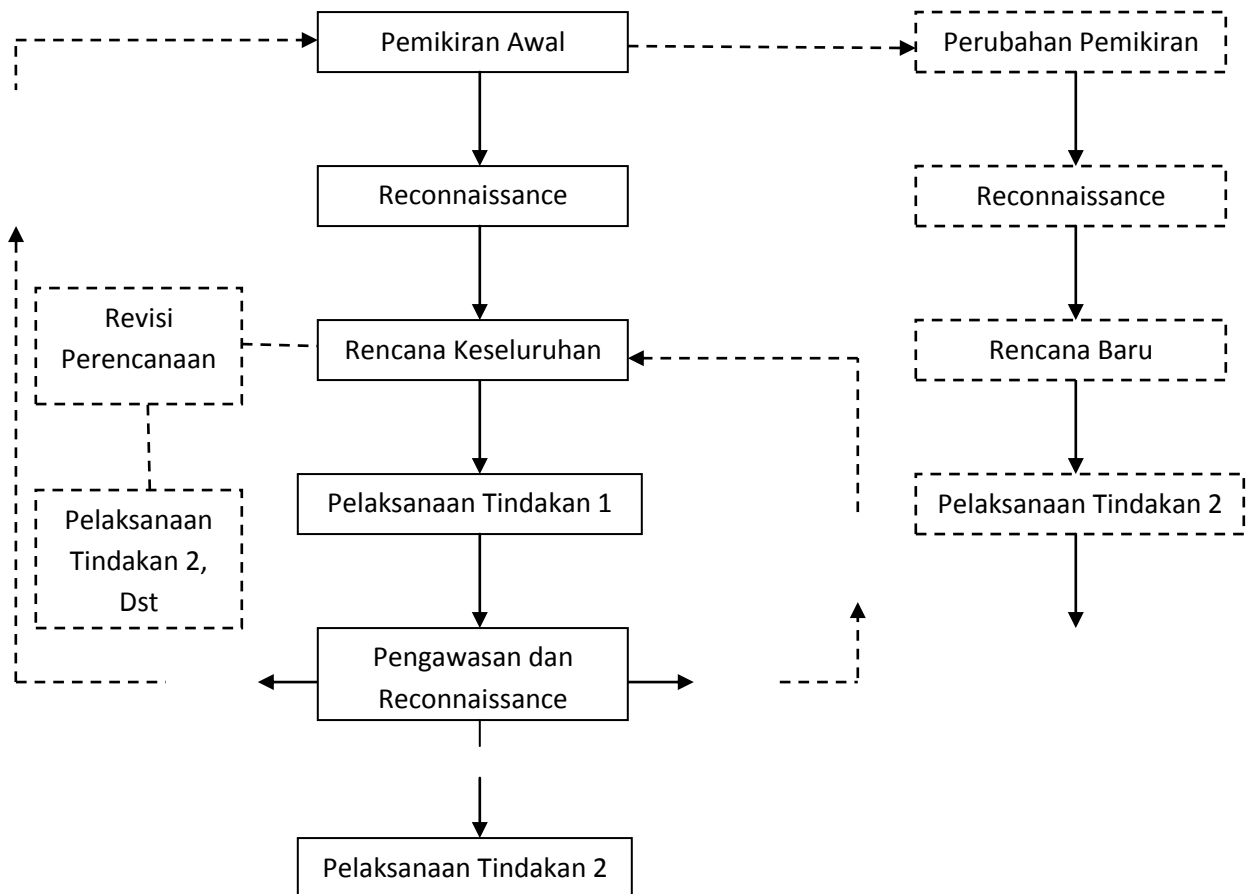 Pemikiran Awal
Perubahan Pemikiran
Reconnaissance
Reconnaissance
Revisi
Perencanaan
Rencana Keseluruhan
Rencana Baru
Pelaksanaan Tindakan 1
Pelaksanaan Tindakan 2
Pelaksanaan
Tindakan 2,
Dst
Pengawasan dan
Reconnaissance
Pelaksanaan Tindakan 2